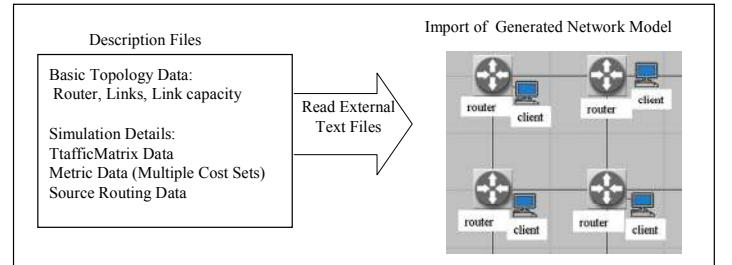 Description Files
Basic Topology Data:
Router, Links, Link capacity
Simulation Details:
TtafficMatrix Data
Metric Data (Multiple Cost Sets)
Source Routing Data
Read External
Text Files
Import of Generated Network Model
router
client
router
client
router
client
router
client